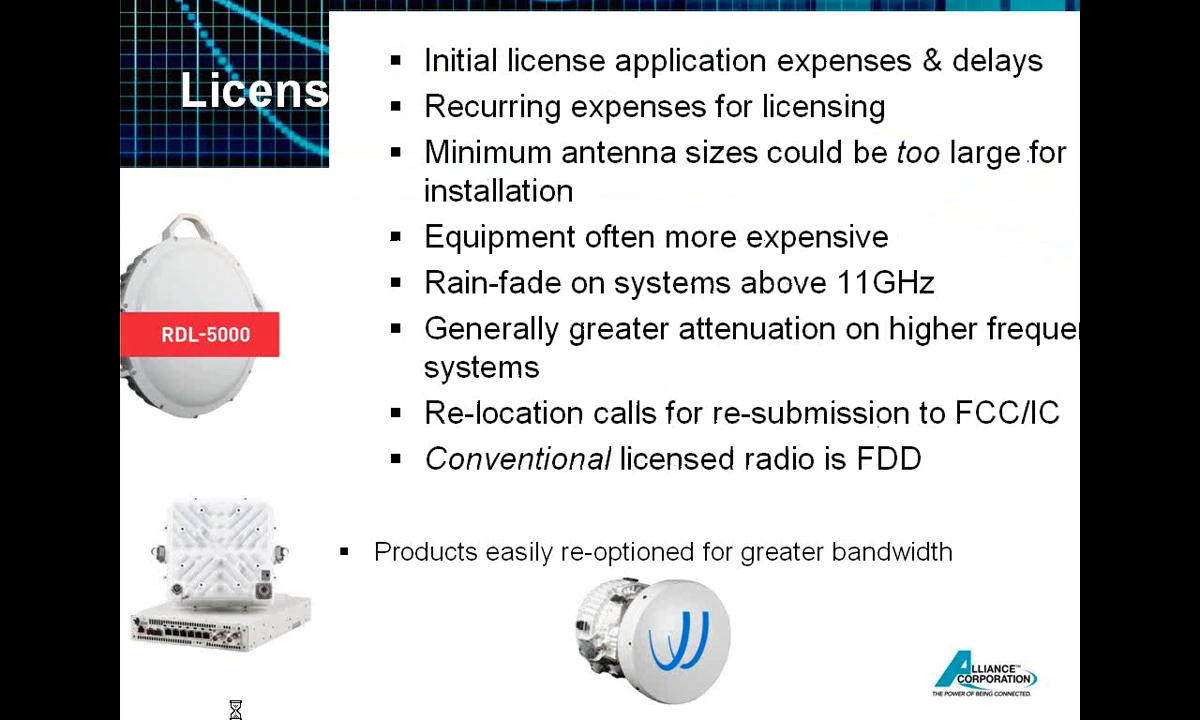 Licens
Initial license application expenses & delays
Recurring expenses for licensing
Minimum antenna sizes could be too large for
installation
Equipment often more expensive
Rain-fade on systems above 11GHz
Generally greater attenuation on higher freque
systems
Re-location calls for re-submission to FCC/IC
Conventional licensed radio is FDD
RDL-5000
Products easily re-optioned for greater bandwidth
ALLIANCE™
CORPORATION
THE POWER OF BEING CONNECTED.